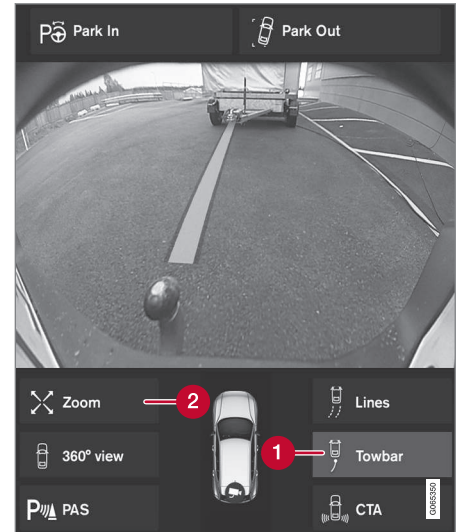 Park In
Park Out
Zoom
2
Lines
360° view
1
Towbar
PAS
CTA
G065350